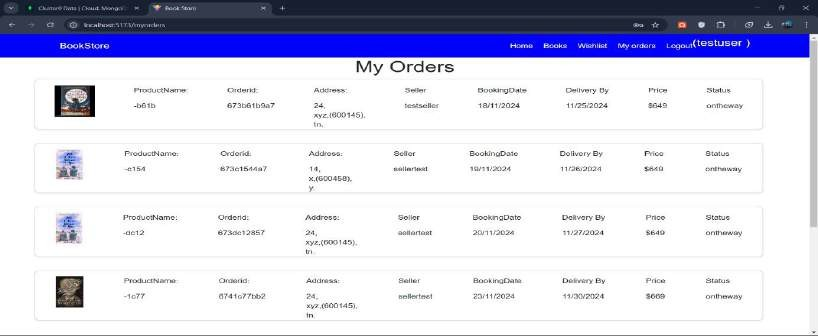 Cluster0 Data | Cloud: MongoD
Book Store
localhost:5173/myorders
BookStore
Home Books Wishlist My orders Logout(testuser )
My Orders
ProductName: Orderid: Address: Seller BookingDate Delivery By Price Status
-b61b 673b61b9a7 24, testseller 18/11/2024 11/25/2024 $649 ontheway
xyz,(600145),
tn,
ProductName: Orderid: Address: Seller BookingDate Delivery By Price Status
-c154 673c1544a7 14, sellertest 19/11/2024 11/26/2024 $649 ontheway
x,(600458),
y.
ProductName: Orderid: Address: Seller BookingDate Delivery By Price Status
-dc12 673dc12857 24, sellertest 20/11/2024 11/27/2024 $649 ontheway
xyz,(600145),
tn.
ProductName: Orderid: Address: Seller BookingDate Delivery By Price Status
-1c77 6741c77bb2 24, sellertest 23/11/2024 11/30/2024 $669 ontheway
xyz,(600145),
tn.